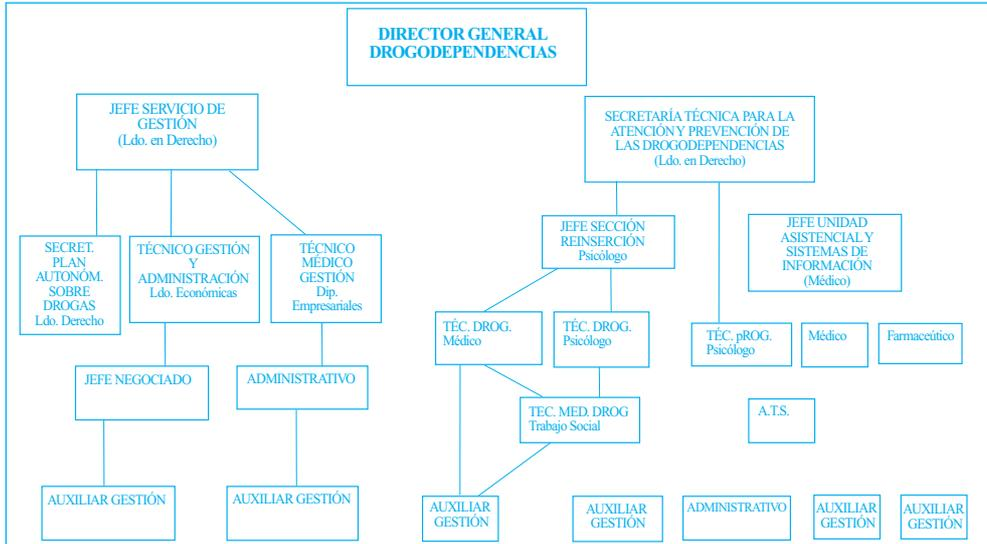 DIRECTOR GENERAL
DROGODEPENDENCIAS
JEFE SERVICIO DE
GESTIÓN
(Ldo. en Derecho)
SECRETARÍA TÉCNICA PARA LA
ATENCIÓN Y PREVENCIÓN DE
LAS DROGODEPENDENCIAS
(Ldo. en Derecho)
SECRET.
PLAN
AUTONÓM.
SOBRE
DROGAS
Ldo. Derecho
TÉCNICO GESTIÓN
Y
ADMINISTRACIÓN
Ldo. Económicas
TÉCNICO
MÉDICO
GESTIÓN
Dip.
Empresariales
JEFE SECCIÓN
REINSERCIÓN
Psicólogo
JEFE UNIDAD
ASISTENCIAL Y
SISTEMAS DE
INFORMACIÓN
(Médico)
TÉC. DROG.
Médico
TÉC. DROG.
Psicólogo
TÉC. pROG.
Psicólogo
Médico
Farmaceútico
JEFE NEGOCIADO
ADMINISTRATIVO
TEC. MED. DROG
Trabajo Social
A.T.S.
AUXILIAR GESTIÓN
AUXILIAR GESTIÓN
AUXILIAR
GESTIÓN
AUXILIAR
GESTIÓN
ADMINISTRATIVO
AUXILIAR
GESTIÓN
AUXILIAR
GESTIÓN